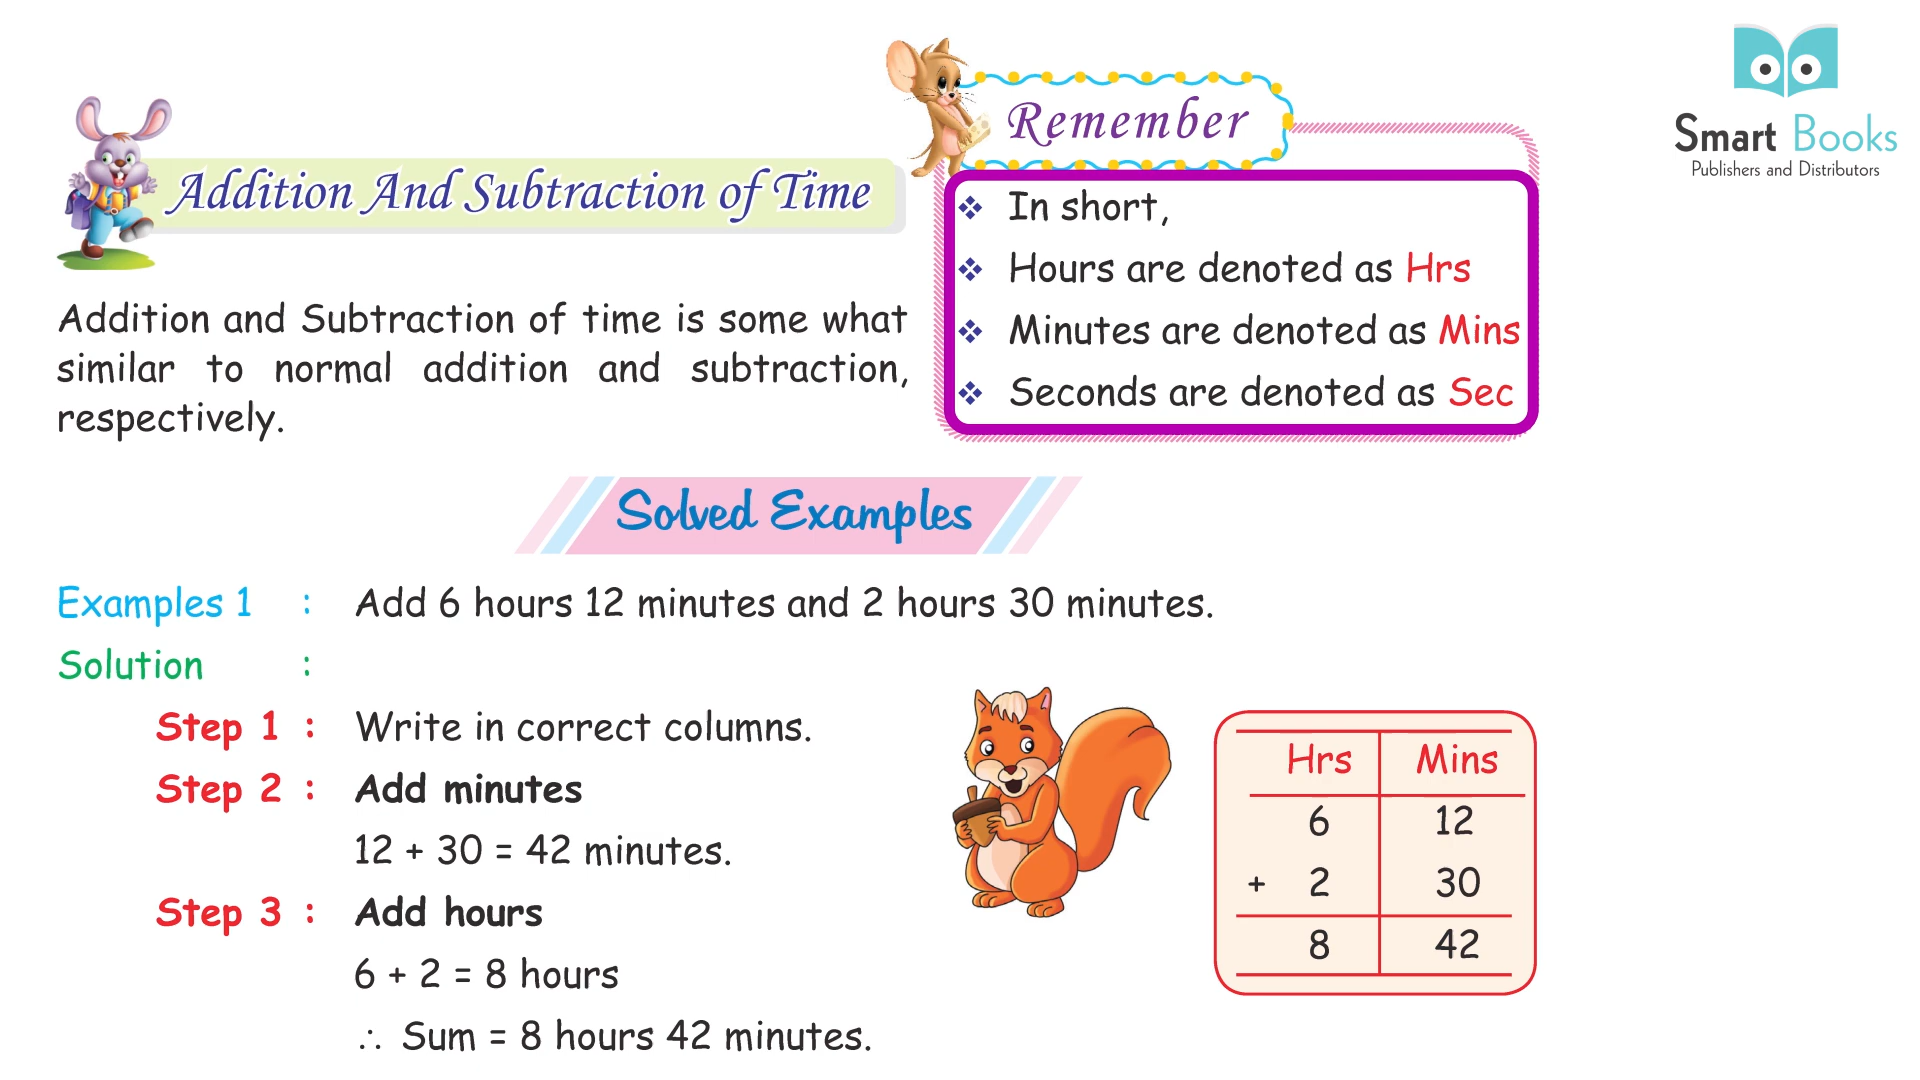 Smart Books
Publishers and Distributors
Addition And Subtraction of Time
Addition and Subtraction of time is some what
similar to normal addition and subtraction,
respectively.
Remember
❖ In short,
❖ Hours are denoted as Hrs
❖ Minutes are denoted as Mins
❖ Seconds are denoted as Sec
Solved Examples
Examples 1 : Add 6 hours 12 minutes and 2 hours 30 minutes.
Solution :
Step 1 : Write in correct columns.
Step 2 : Add minutes
12 + 30 = 42 minutes.
Step 3 : Add hours
6 + 2 = 8 hours
∴ Sum = 8 hours 42 minutes.
Hrs Mins
6 12
+ 2 30
8 42